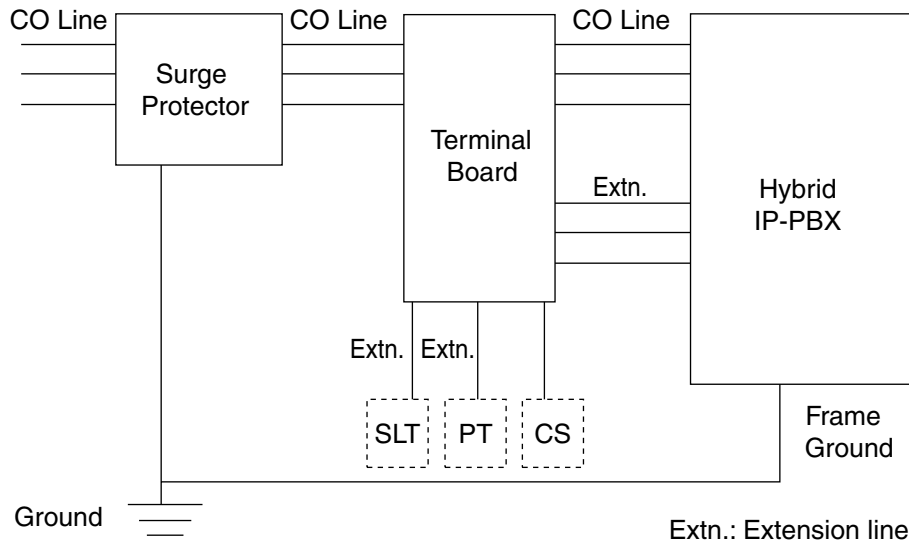 CO Line
CO Line
CO Line
Surge
Protector
Terminal
Board
Extn.
Hybrid
IP-PBX
Extn.
Extn.
SLT
PT
CS
Frame
Ground
Ground
Extn.: Extension line